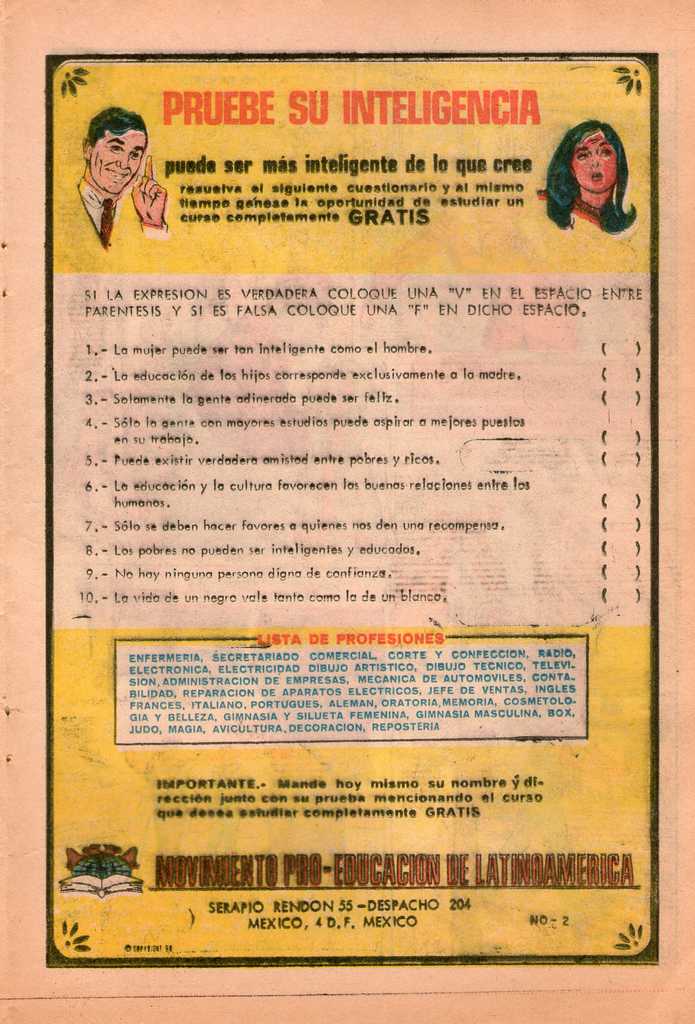 PRUEBE SU INTELIGENCIA
puede ser más inteligente de lo que cree
resuelva el siguiente cuestionario y al mismo
tiempo gánese la oportunidad de estudiar un
curso completamente GRATIS
SI LA EXPRESION ES VERDADERA COLOQUE UNA "V" EN EL ESPACIO ENTRE
PARENTESIS Y SI ES FALSA COLOQUE UNA "F" EN DICHO ESPACIO.
1.- La mujer puede ser tan inteligente como el hombre. ( )
2.- La educación de los hijos corresponde exclusivamente a la madre. ( )
3.- Solamente la gente adinerada puede ser feliz. ( )
4.- Sólo la gente con mayores estudios puede aspirar a mejores puestos
en su trabajo. ( )
5.- Puede existir verdadera amistad entre pobres y ricos. ( )
6.- La educación y la cultura favorecen las buenas relaciones entre los
humanos. ( )
7.- Sólo se deben hacer favores a quienes nos den una recompensa. ( )
8.- Los pobres no pueden ser inteligentes y educados. ( )
9.- No hay ninguna persona digna de confianza. ( )
10.- La vida de un negro vale tanto como la de un blanco. ( )
LISTA DE PROFESIONES
ENFERMERIA, SECRETARIADO COMERCIAL, CORTE Y CONFECCION, RADIO,
ELECTRONICA, ELECTRICIDAD DIBUJO ARTISTICO, DIBUJO TECNICO, TELEVI-
SION, ADMINISTRACION DE EMPRESAS, MECANICA DE AUTOMOVILES, CONTA-
BILIDAD, REPARACION DE APARATOS ELECTRICOS, JEFE DE VENTAS, INGLES
FRANCES, ITALIANO, PORTUGUES, ALEMAN, ORATORIA, MEMORIA, COSMETOLO-
GIA Y BELLEZA, GIMNASIA Y SILUETA FEMENINA, GIMNASIA MASCULINA, BOX,
JUDO, MAGIA, AVICULTURA, DECORACION, REPOSTERIA
IMPORTANTE.- Mande hoy mismo su nombre y di-
rección junto con su prueba mencionando el curso
que desea estudiar completamente GRATIS
MOVIMIENTO PRO-EDUCACION DE LATINOAMERICA
SERAPIO RENDON 55 -DESPACHO 204
MEXICO, 4 D.F. MEXICO
NO- 2
© COPYRIGHT